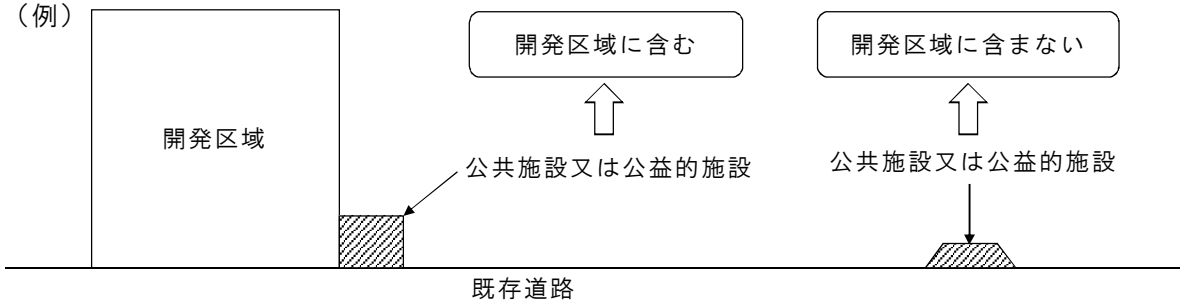 （例）
開発区域に含む
開発区域に含まない
開発区域
公共施設又は公益的施設
公共施設又は公益的施設
既存道路